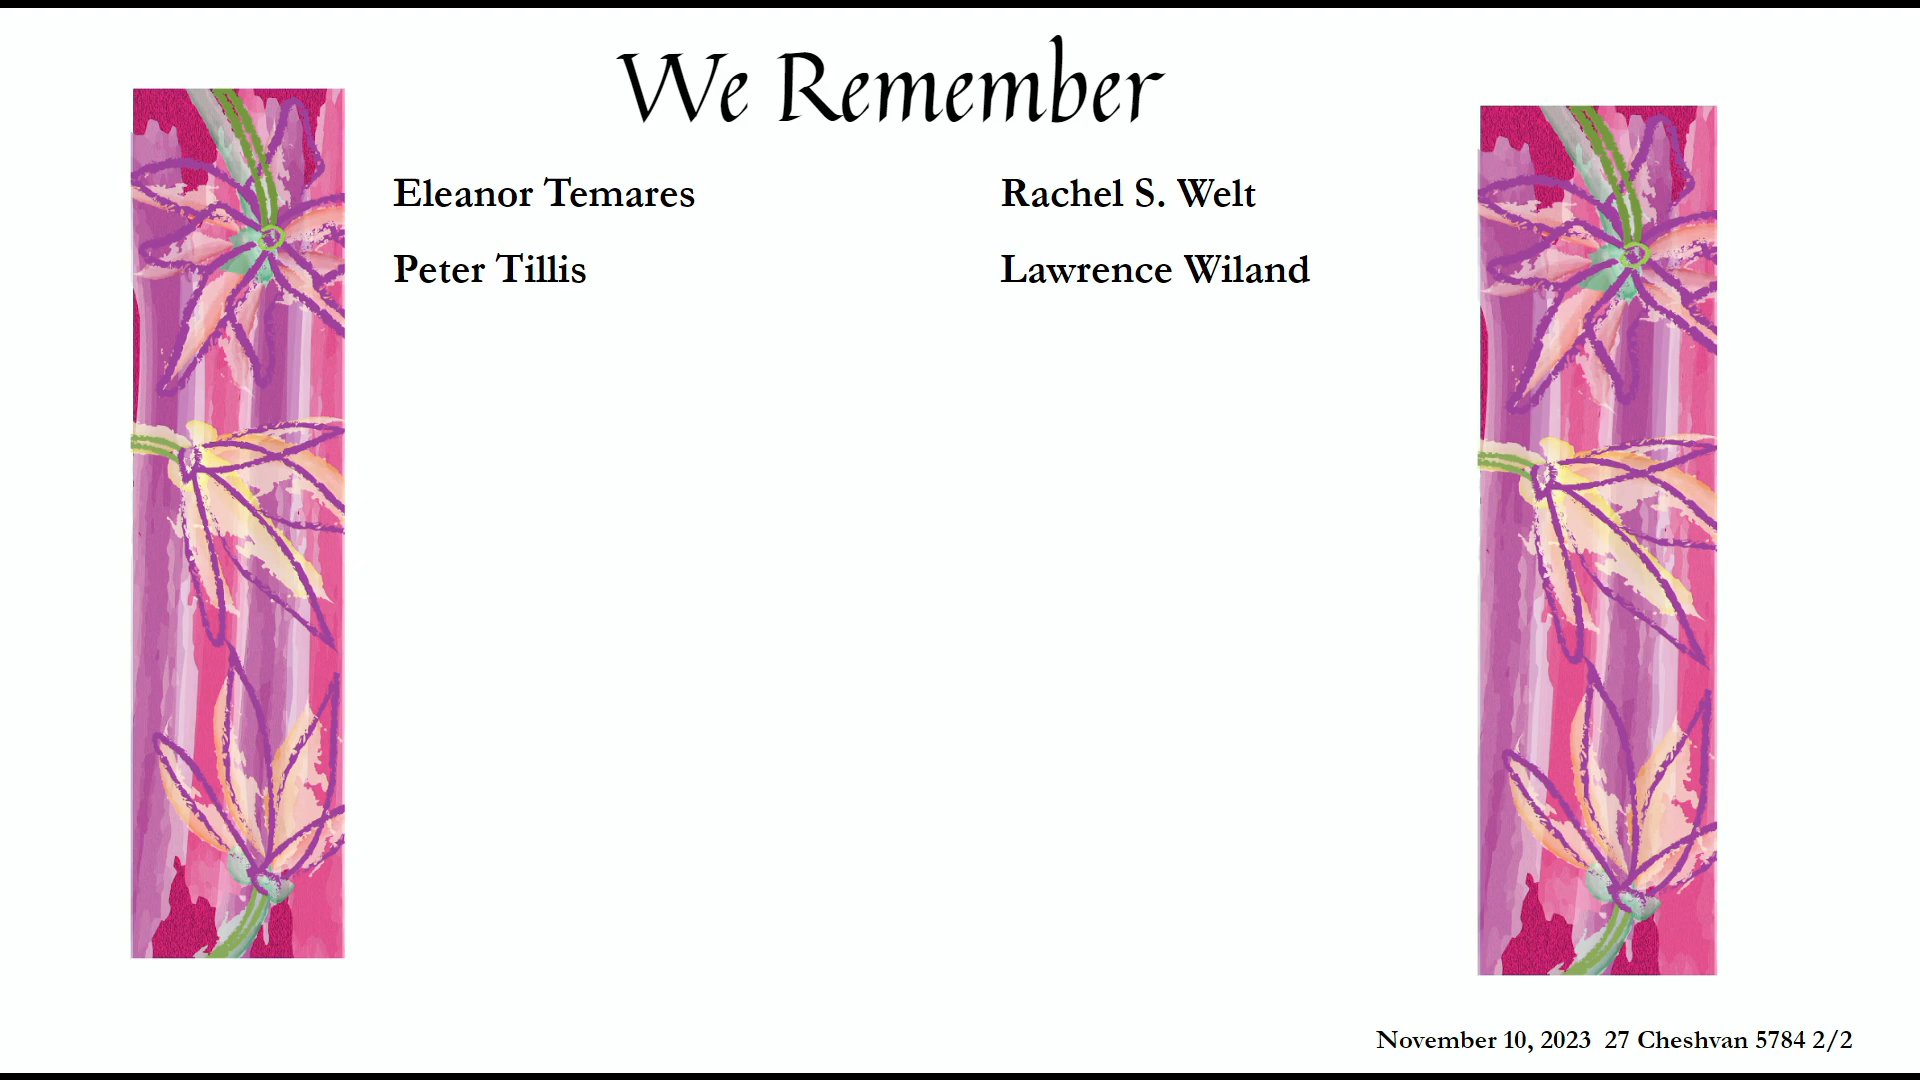 We Remember
Eleanor Temares
Rachel S. Welt
Peter Tillis
Lawrence Wiland
November 10, 2023  27 Cheshvan 5784 2/2